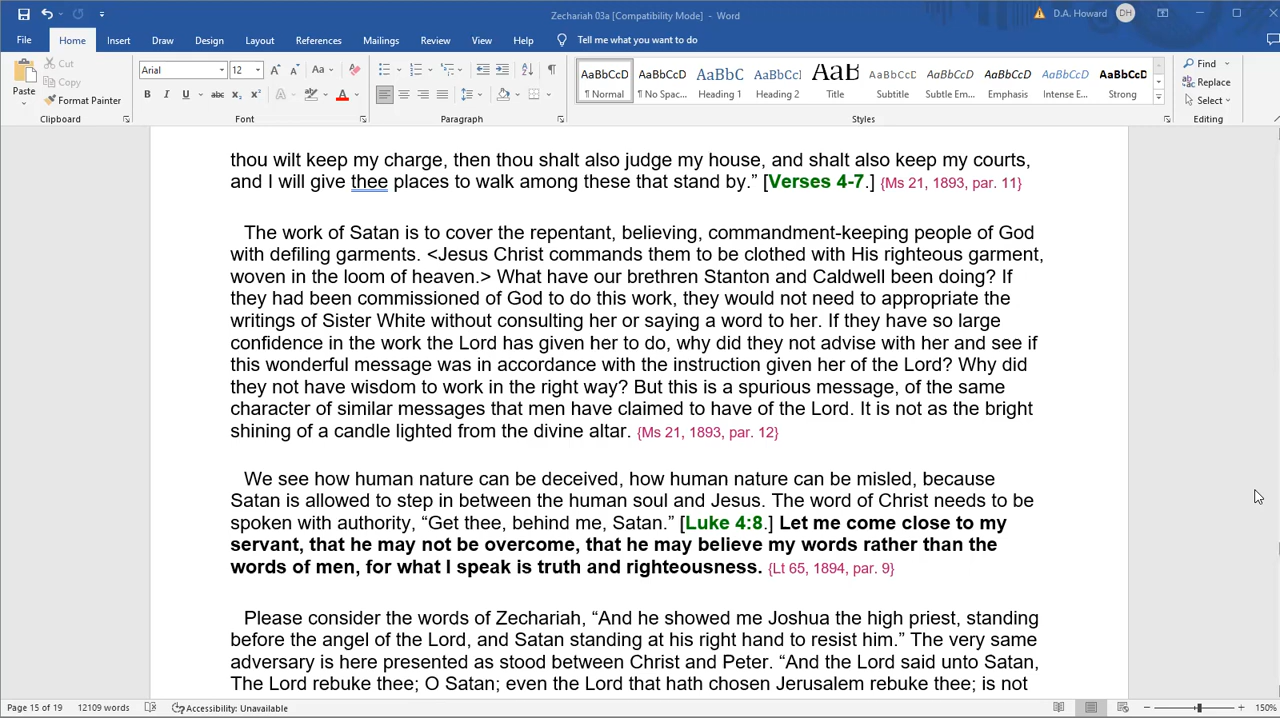 Zechariah 03a [Compatibility Mode] - Word
D.A. Howard DH
File Home Insert Draw Design Layout References Mailings Review View Help Tell me what you want to do
Paste
Cut
Copy
Format Painter
Clipboard
Arial 12 Aa
B I U abc x₂ x² A A
Font
Paragraph
AaBbCcD AaBbCcD AaBbC AaBbCcL AaB AaBbCcD AaBbCcD AaBbCcD AaBbCcD AaBbCcD
¶ Normal ¶ No Spac... Heading 1 Heading 2 Title Subtitle Subtle Em... Emphasis Intense E... Strong
Styles
Find
Replace
Select
Editing
thou wilt keep my charge, then thou shalt also judge my house, and shalt also keep my courts,
and I will give thee places to walk among these that stand by.” [Verses 4-7.] {Ms 21, 1893, par. 11}
The work of Satan is to cover the repentant, believing, commandment-keeping people of God
with defiling garments. <Jesus Christ commands them to be clothed with His righteous garment,
woven in the loom of heaven.> What have our brethren Stanton and Caldwell been doing? If
they had been commissioned of God to do this work, they would not need to appropriate the
writings of Sister White without consulting her or saying a word to her. If they have so large
confidence in the work the Lord has given her to do, why did they not advise with her and see if
this wonderful message was in accordance with the instruction given her of the Lord? Why did
they not have wisdom to work in the right way? But this is a spurious message, of the same
character of similar messages that men have claimed to have of the Lord. It is not as the bright
shining of a candle lighted from the divine altar. {Ms 21, 1893, par. 12}
We see how human nature can be deceived, how human nature can be misled, because
Satan is allowed to step in between the human soul and Jesus. The word of Christ needs to be
spoken with authority, “Get thee, behind me, Satan.” [Luke 4:8.] Let me come close to my
servant, that he may not be overcome, that he may believe my words rather than the
words of men, for what I speak is truth and righteousness. {Lt 65, 1894, par. 9}
Please consider the words of Zechariah, “And he showed me Joshua the high priest, standing
before the angel of the Lord, and Satan standing at his right hand to resist him.” The very same
adversary is here presented as stood between Christ and Peter. “And the Lord said unto Satan,
The Lord rebuke thee; O Satan; even the Lord that hath chosen Jerusalem rebuke thee; is not
Page 15 of 19 12109 words Accessibility: Unavailable 150%